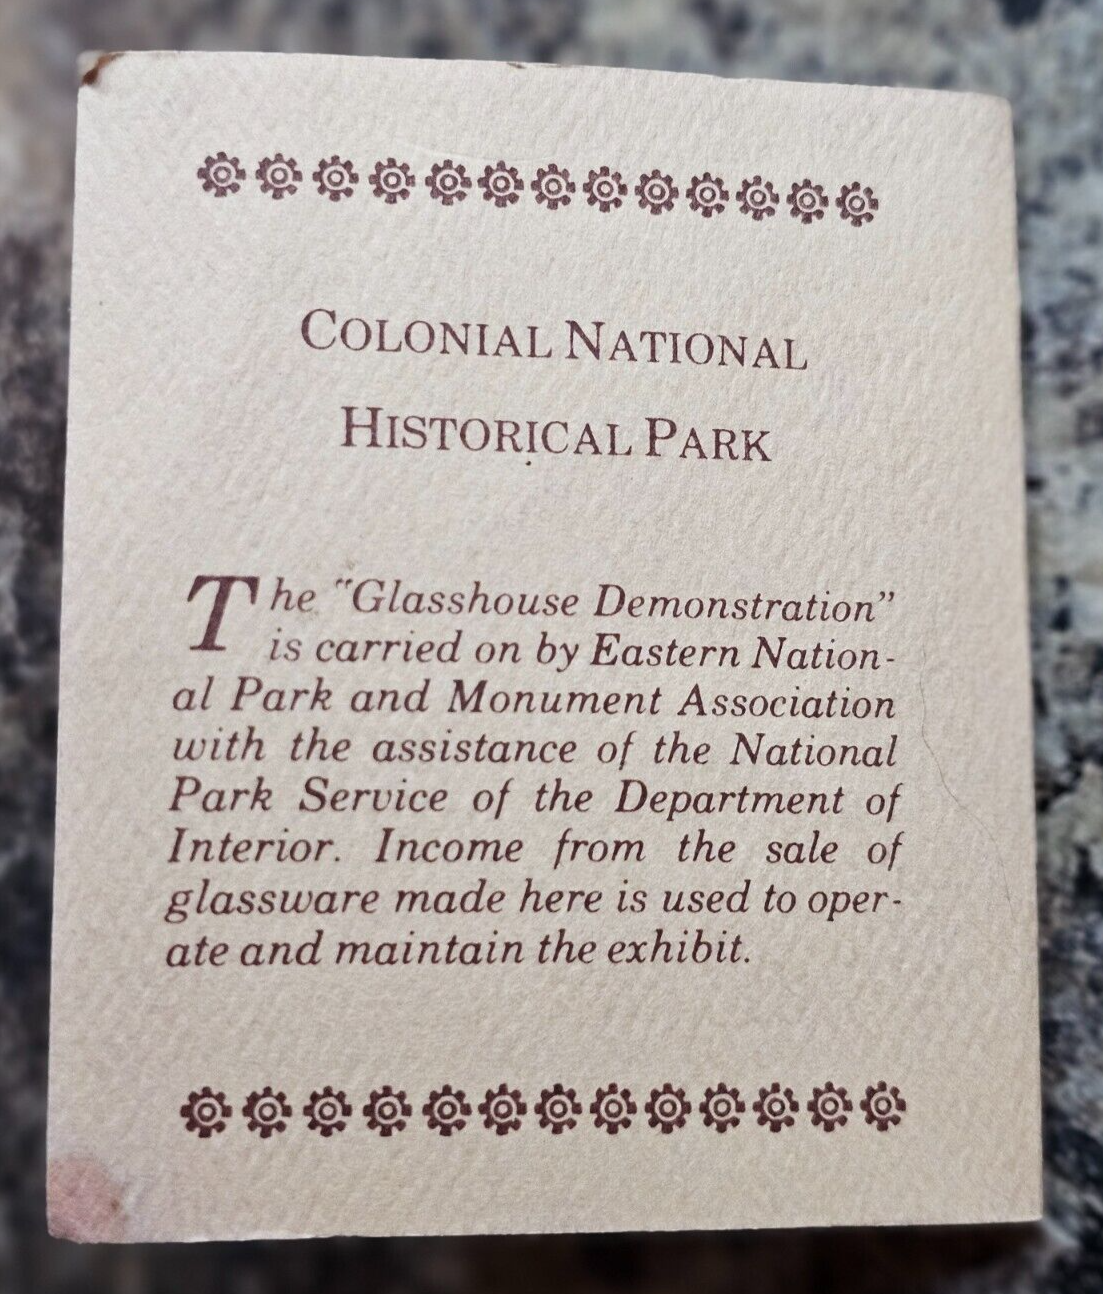 COLONIAL NATIONAL
HISTORICAL PARK
The "Glasshouse Demonstration”
is carried on by Eastern Nation-
al Park and Monument Association
with the assistance of the National
Park Service of the Department of
Interior. Income from the sale of
glassware made here is used to oper-
ate and maintain the exhibit.